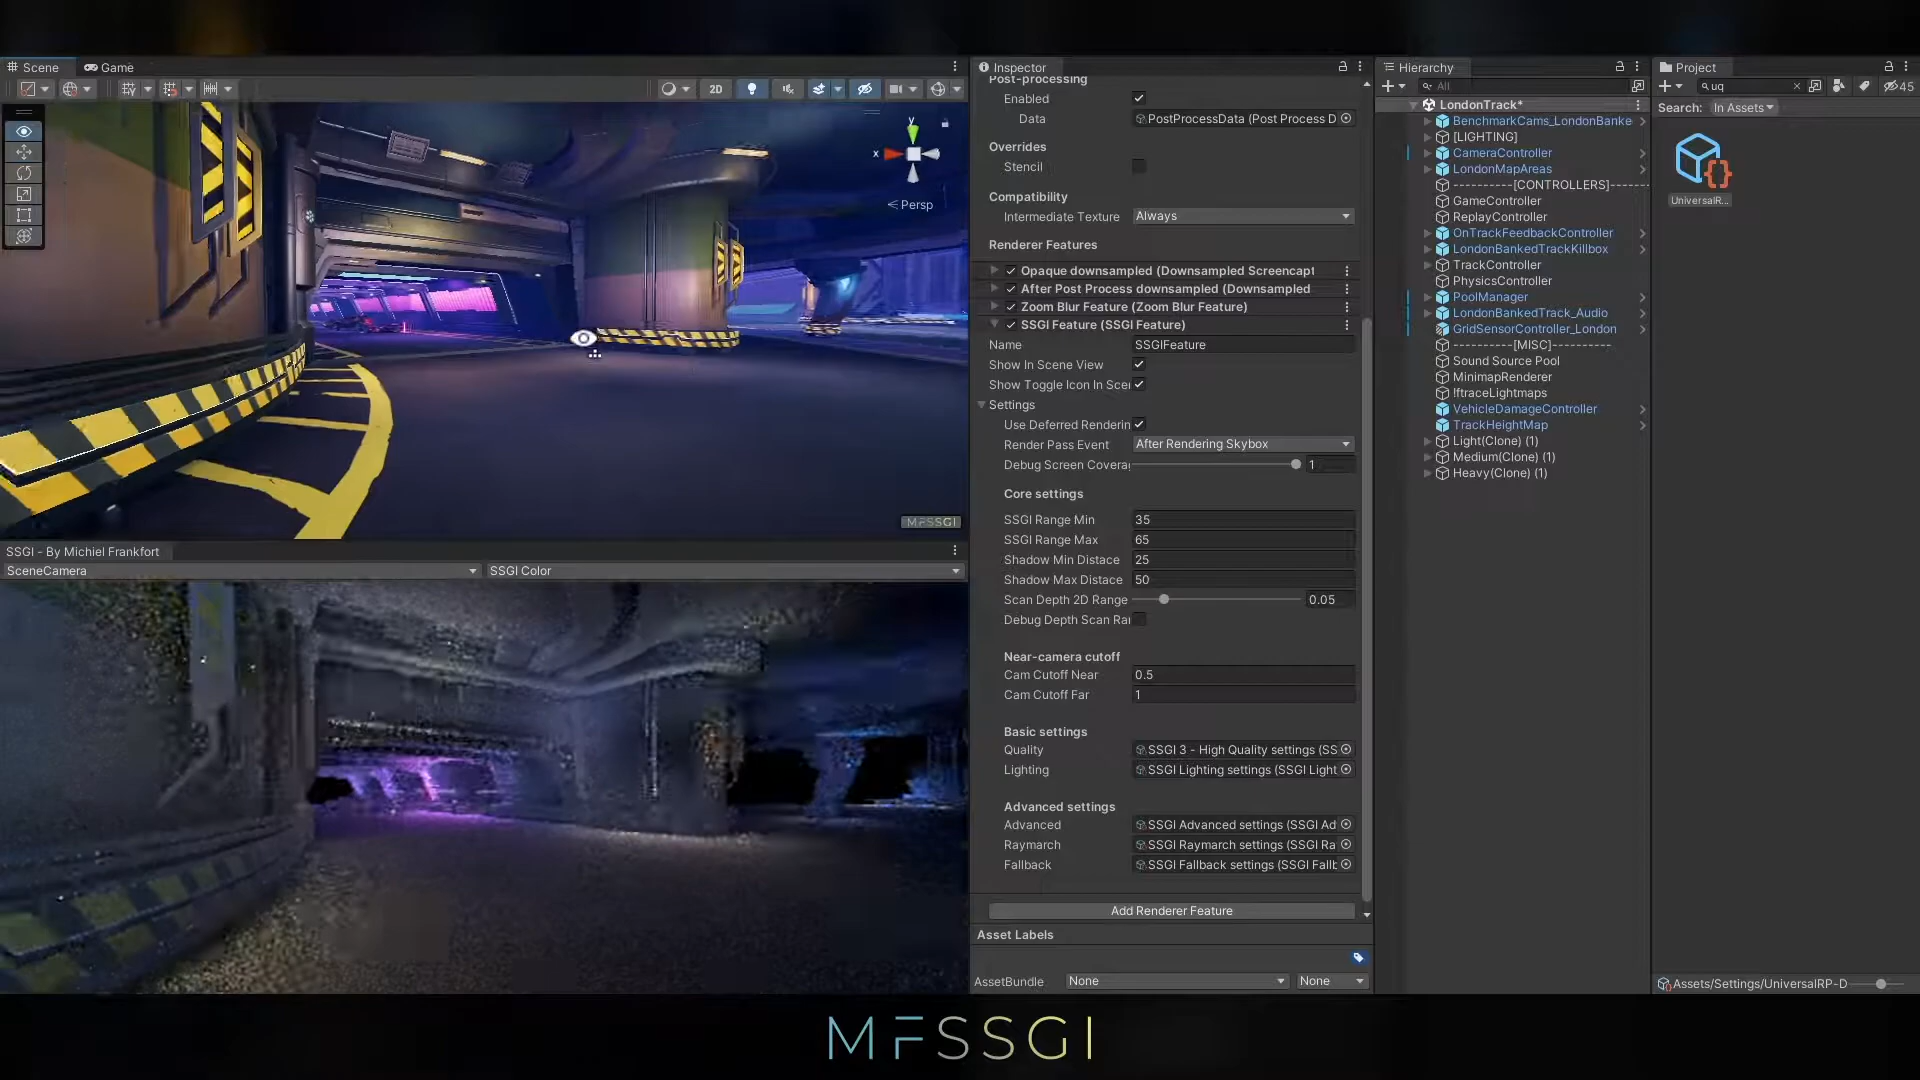 Scene
Game
2D
y
x
Persp
MFSSGI
SSGI - By Michiel Frankfort
SceneCamera
SSGI Color
Inspector
Post-processing
Enabled
Data
PostProcessData (Post Process D
Overrides
Stencil
Compatibility
Intermediate Texture
Always
Renderer Features
Opaque downsampled (Downsampled Screencapt
After Post Process downsampled (Downsampled
Zoom Blur Feature (Zoom Blur Feature)
SSGI Feature (SSGI Feature)
Name
SSGIFeature
Show In Scene View
Show Toggle Icon In Scen
Settings
Use Deferred Renderin
Render Pass Event
After Rendering Skybox
Debug Screen Covera
1
Core settings
SSGI Range Min
35
SSGI Range Max
65
Shadow Min Distace
25
Shadow Max Distace
50
Scan Depth 2D Range
0.05
Debug Depth Scan Ra
Near-camera cutoff
Cam Cutoff Near
0.5
Cam Cutoff Far
1
Basic settings
Quality
SSGI 3 - High Quality settings (SS
Lighting
SSGI Lighting settings (SSGI Light
Advanced settings
Advanced
SSGI Advanced settings (SSGI Ad
Raymarch
SSGI Raymarch settings (SSGI Ra
Fallback
SSGI Fallback settings (SSGI Fallb
Add Renderer Feature
Asset Labels
AssetBundle
None
None
Hierarchy
All
LondonTrack*
BenchmarkCams_LondonBanke
[LIGHTING]
CameraController
LondonMapAreas
----------[CONTROLLERS]------
GameController
ReplayController
OnTrackFeedbackController
LondonBankedTrackKillbox
TrackController
PhysicsController
PoolManager
LondonBankedTrack_Audio
GridSensorController_London
----------[MISC]----------
Sound Source Pool
MinimapRenderer
!ftraceLightmaps
VehicleDamageController
TrackHeightMap
Light(Clone) (1)
Medium(Clone) (1)
Heavy(Clone) (1)
Project
uq
45
Search:
In Assets
UniversalR...
Assets/Settings/UniversalRP-D
MFSSGI